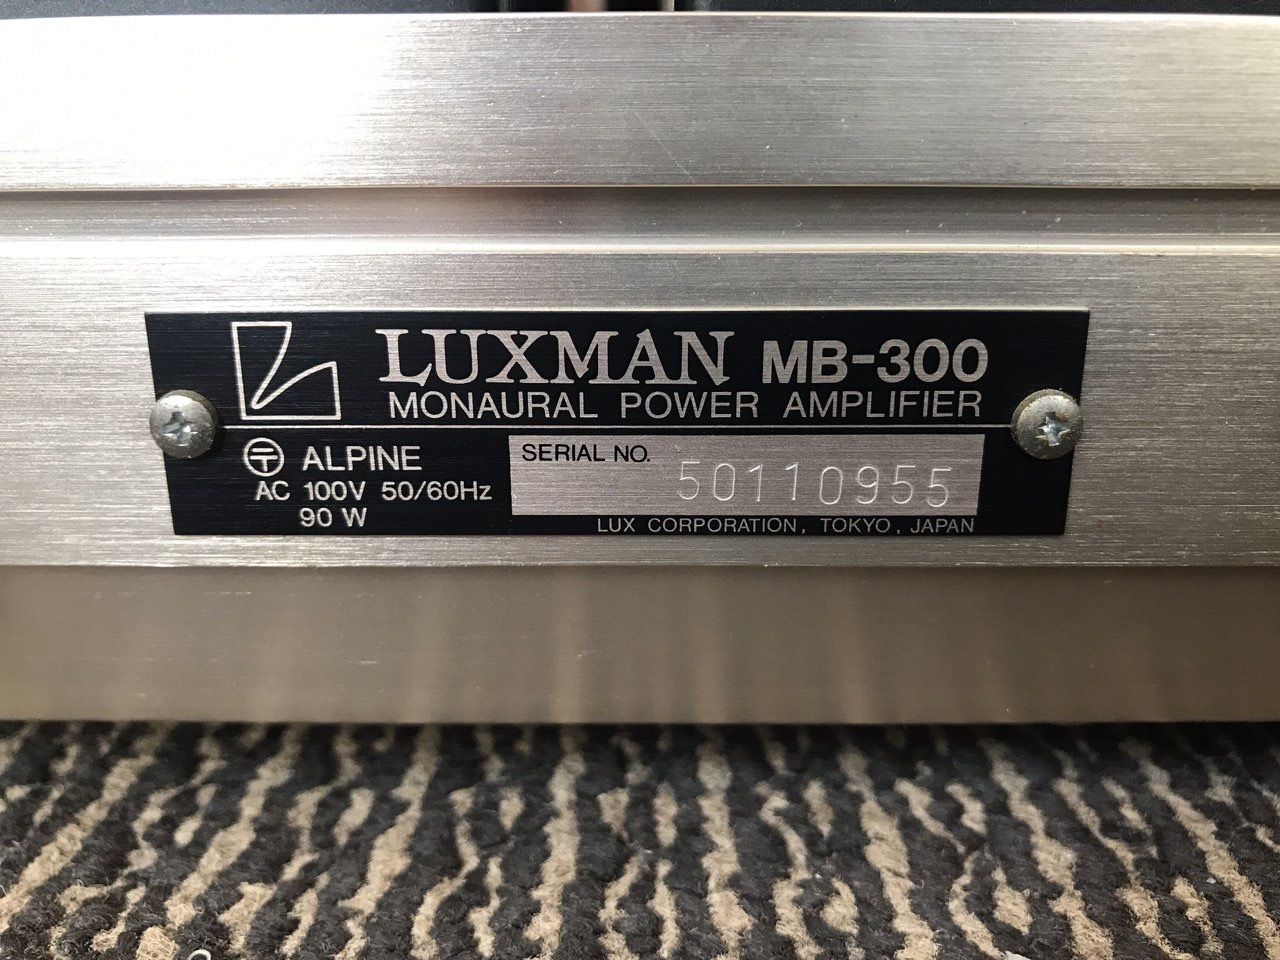 LUXMAN MB-300
MONAURAL POWER AMPLIFIER
ALPINE
AC 100V 50/60Hz
90 W
SERIAL NO. 50110955
LUX CORPORATION, TOKYO, JAPAN